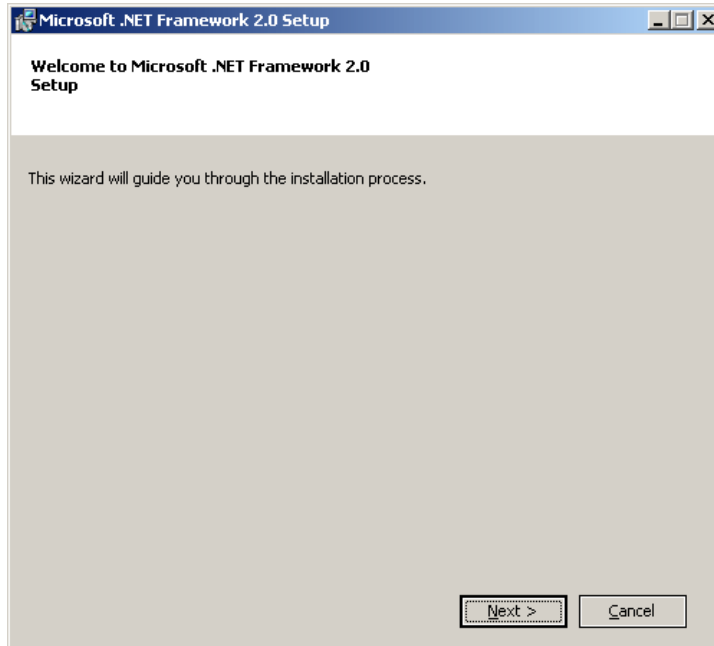 Microsoft .NET Framework 2.0 Setup
Welcome to Microsoft .NET Framework 2.0
Setup
This wizard will guide you through the installation process.
Next >
Cancel